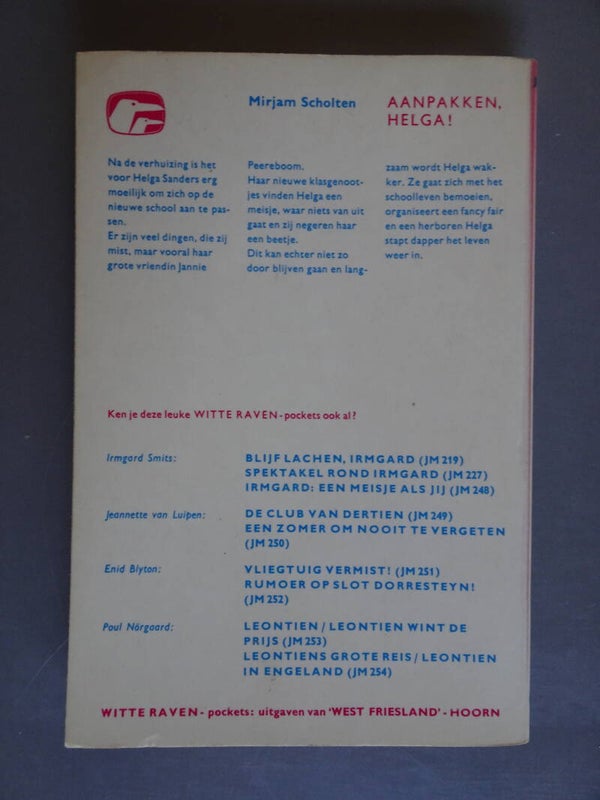 Mirjam Scholten
AANPAKKEN,
HELGA!
Na de verhuizing is het
voor Helga Sanders erg
moeilijk om zich op de
nieuwe school aan te pas-
sen.
Er zijn veel dingen, die zij
mist, maar vooral haar
grote vriendin Jannie
Peereboom.
Haar nieuwe klasgenoot-
jes vinden Helga een
meisje, waar niets van uit
gaat en zij negeren haar
een beetje.
Dit kan echter niet zo
door blijven gaan en lang-
zaam wordt Helga wak-
ker. Ze gaat zich met het
schoolleven bemoeien,
organiseert een fancy fair
en een herboren Helga
stapt dapper het leven
weer in.
Ken je deze leuke WITTE RAVEN-pockets ook al?
Irmgard Smits:
BLIJF LACHEN, IRMGARD (JM 219)
SPEKTAKEL ROND IRMGARD (JM 227)
IRMGARD: EEN MEISJE ALS JIJ (JM 248)
Jeannette van Luipen:
DE CLUB VAN DERTIEN (JM 249)
EEN ZOMER OM NOOIT TE VERGETEN
(JM 250)
Enid Blyton:
VLIEGTUIG VERMIST! (JM 251)
RUMOER OP SLOT DORRESTEYN!
(JM 252)
Poul Nörgaard:
LEONTIEN / LEONTIEN WINT DE
PRIJS (JM 253)
LEONTIENS GROTE REIS / LEONTIEN
IN ENGELAND (JM 254)
WITTE RAVEN- pockets: uitgaven van 'WEST FRIESLAND' - HOORN